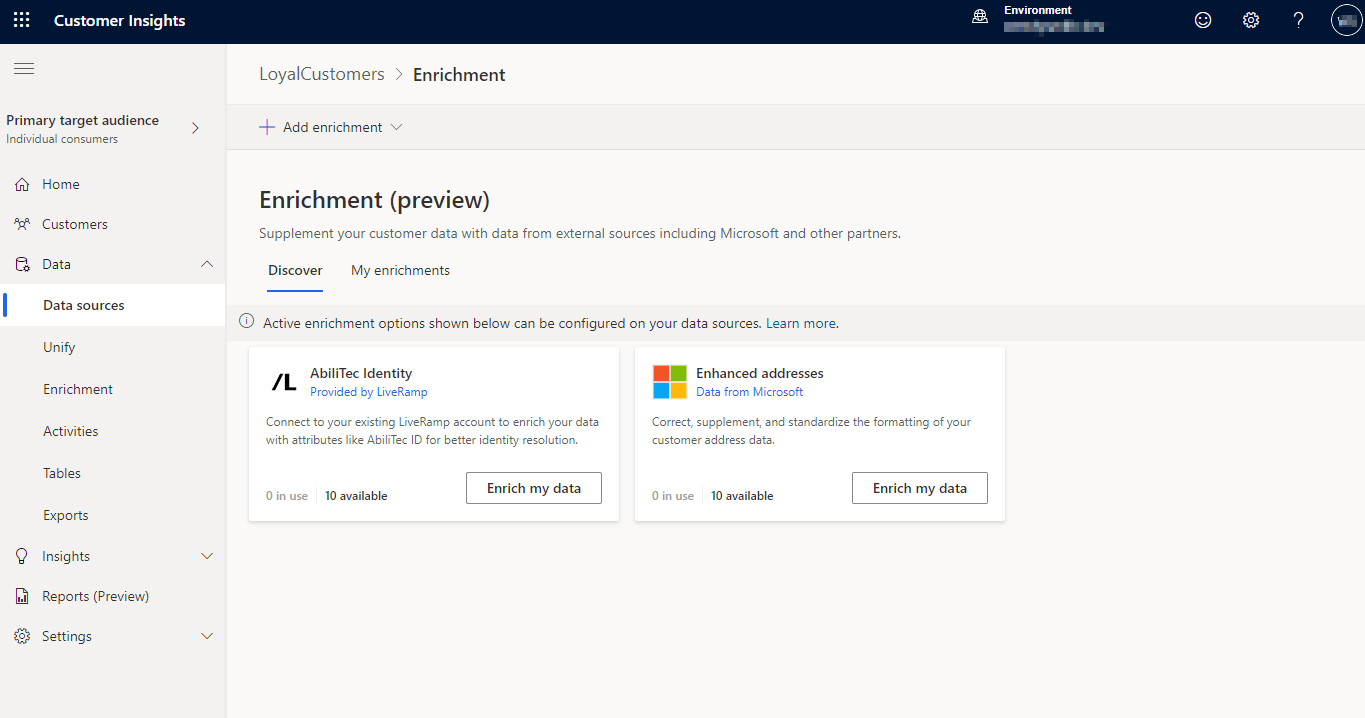 Customer Insights
Environment
?
LoyalCustomers > Enrichment
Primary target audience
Individual consumers
+ Add enrichment
Home
Customers
Data
Data sources
Unify
Enrichment
Activities
Tables
Exports
Insights
Reports (Preview)
Settings
Enrichment (preview)
Supplement your customer data with data from external sources including Microsoft and other partners.
Discover My enrichments
Active enrichment options shown below can be configured on your data sources. Learn more.
/L
AbiliTec Identity
Provided by LiveRamp
Connect to your existing LiveRamp account to enrich your data
with attributes like AbiliTec ID for better identity resolution.
0 in use 10 available
Enrich my data
Enhanced addresses
Data from Microsoft
Correct, supplement, and standardize the formatting of your
customer address data.
0 in use 10 available
Enrich my data